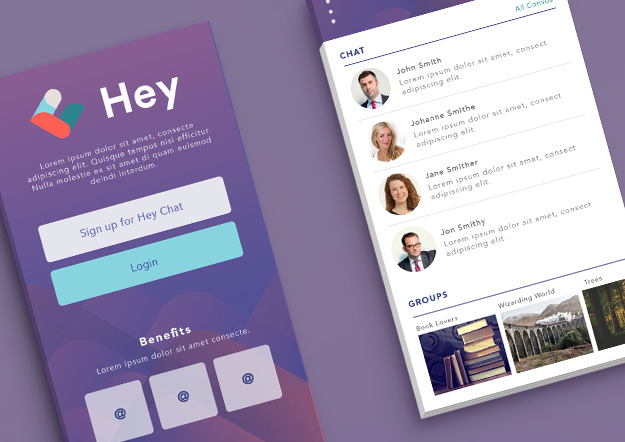 Hey
Lorem ipsum dolor sit amet, consecte
adipiscing elit. Quisque tempus nisi efficitur.
Nulla molestie ex sit amet di quam euismod
deindi interdum.
Sign up for Hey Chat
Login
Benefits
Lorem ipsum dolor sit amet consecte.
@ @ @
All Canvas
CHAT
John Smith
Lorem ipsum dolor sit amet, consect
adipiscing elit.
Johanne Smithe
Lorem ipsum dolor sit amet, consect
adipiscing elit.
Jane Smither
Lorem ipsum dolor sit amet, consect
adipiscing elit.
Jon Smithy
Lorem ipsum dolor sit amet, consect
adipiscing elit.
GROUPS
Book Lovers
Wizarding World
Trees